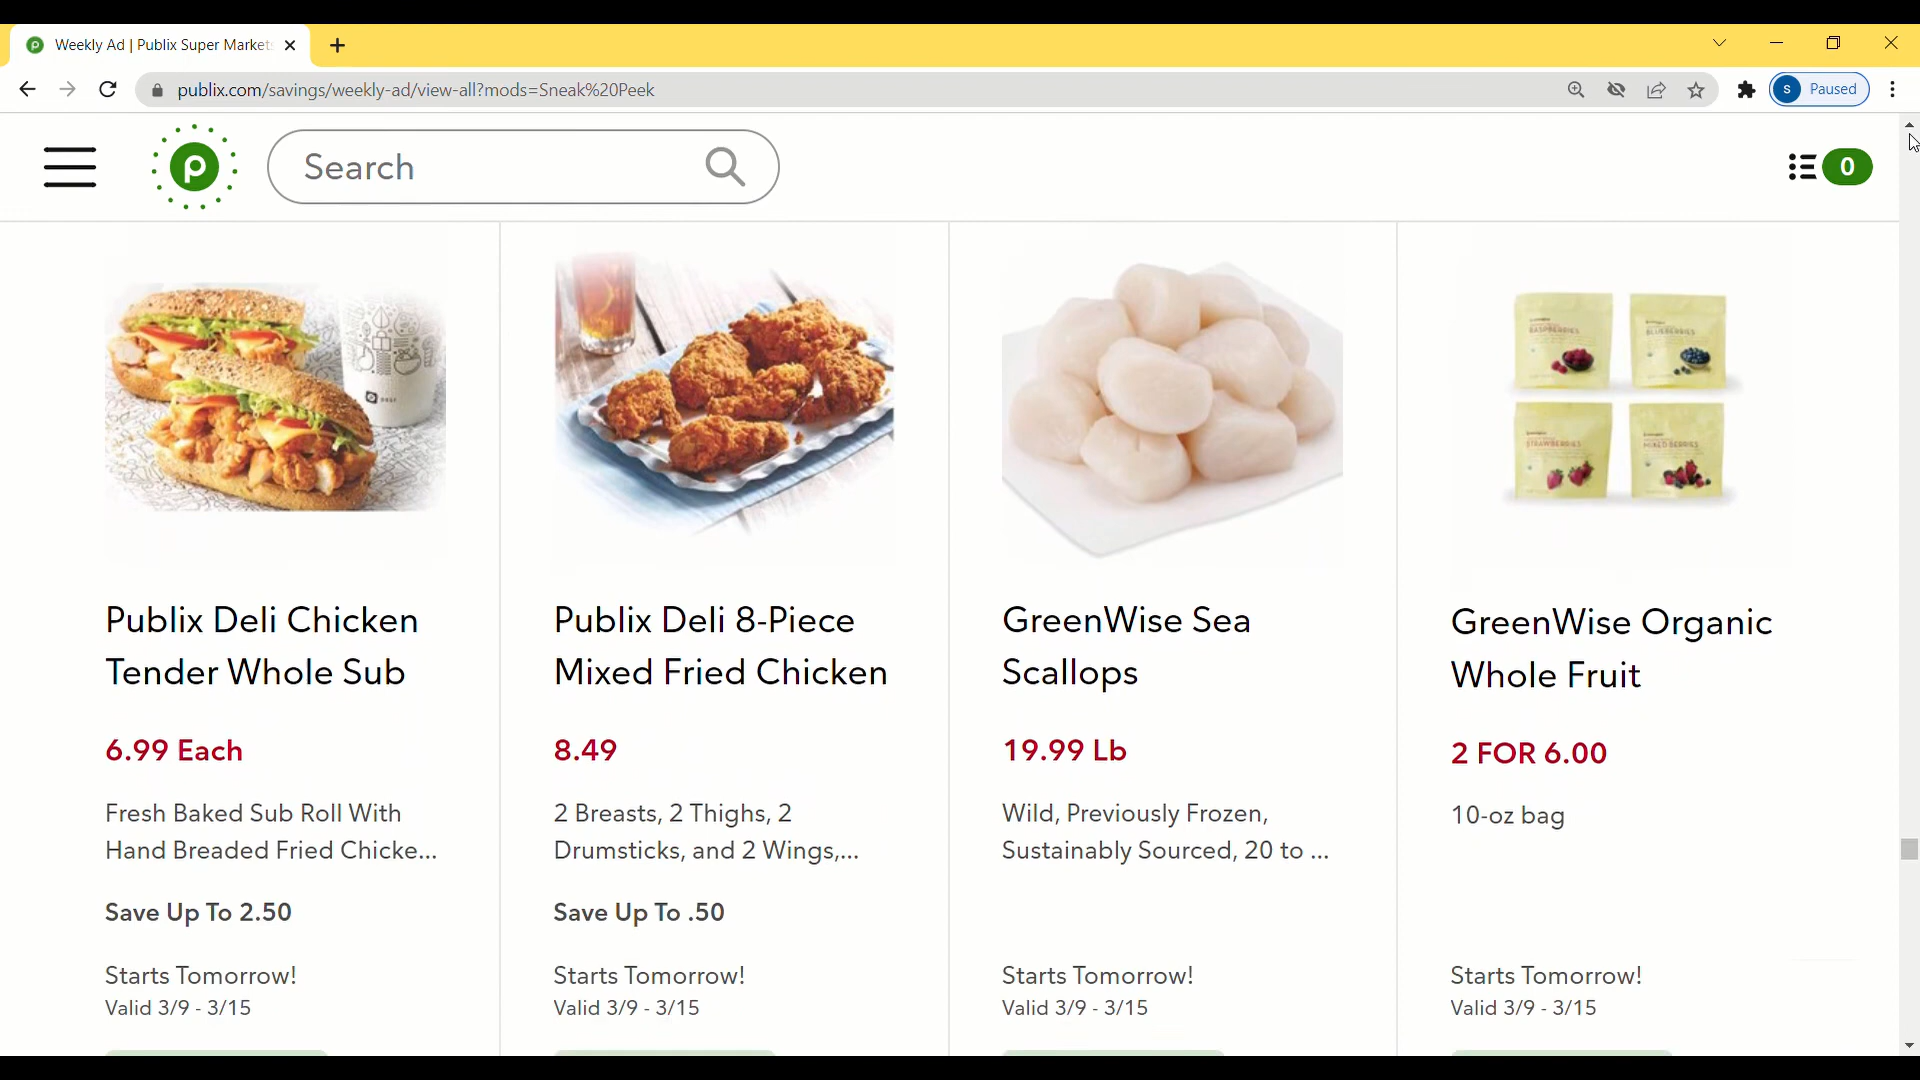 Weekly Ad | Publix Super Market
publix.com/savings/weekly-ad/view-all?mods=Sneak%20Peek
S Paused
p
Search
0
RASPBERRIES
BLUEBERRIES
STRAWBERRIES
MIXED BERRIES
Publix Deli Chicken
Tender Whole Sub
6.99 Each
Fresh Baked Sub Roll With
Hand Breaded Fried Chicke...
Save Up To 2.50
Starts Tomorrow!
Valid 3/9 - 3/15
Publix Deli 8-Piece
Mixed Fried Chicken
8.49
2 Breasts, 2 Thighs, 2
Drumsticks, and 2 Wings,...
Save Up To .50
Starts Tomorrow!
Valid 3/9 - 3/15
GreenWise Sea
Scallops
19.99 Lb
Wild, Previously Frozen,
Sustainably Sourced, 20 to ...
Starts Tomorrow!
Valid 3/9 - 3/15
GreenWise Organic
Whole Fruit
2 FOR 6.00
10-oz bag
Starts Tomorrow!
Valid 3/9 - 3/15